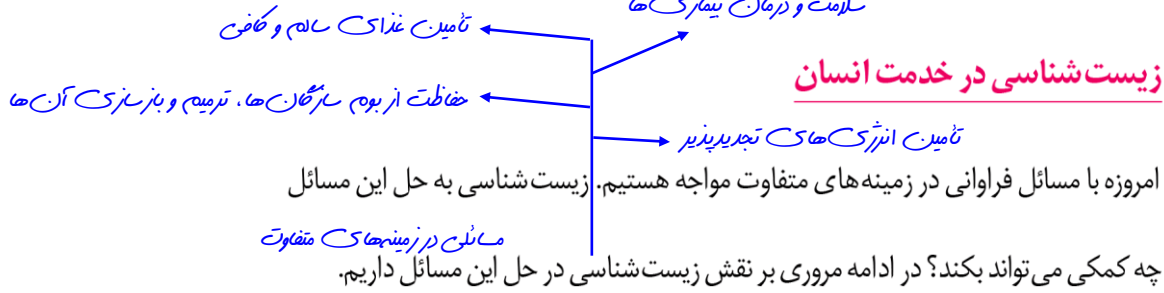 سلامت و درمان بیماری ها
تأمین غذای سالم و کافی
زیست‌شناسی در خدمت انسان
حفاظت از بوم سازگان ها، ترمیم و بازسازی آن ها
تأمین انرژی های تجدیدپذیر
امروزه با مسائل فراوانی در زمینه‌های متفاوت مواجه هستیم. زیست‌شناسی به حل این مسائل
مسائلی در زمینه‌های متفاوت
چه کمکی می‌تواند بکند؟ در ادامه مروری بر نقش زیست‌شناسی در حل این مسائل داریم.